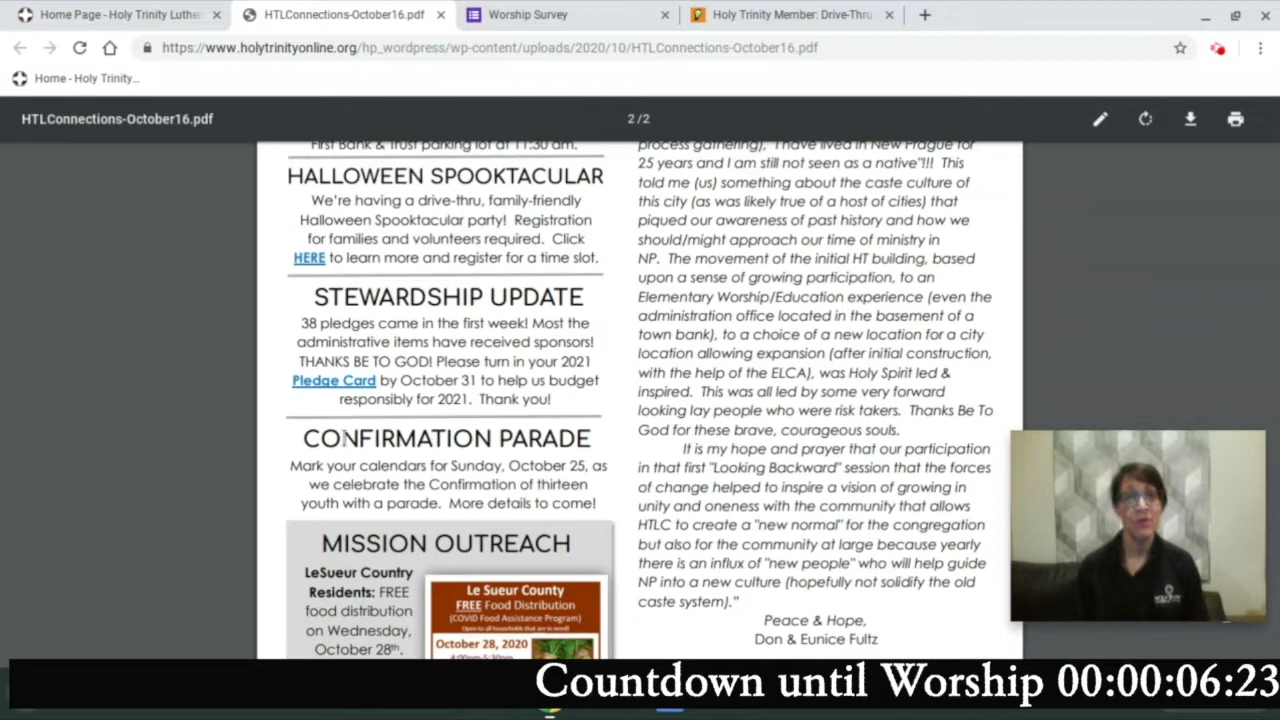 Home Page - Holy Trinity Luther
HTLConnections-October16.pdf
Worship Survey
Holy Trinity Member: Drive-Thru
https://www.holytrinityonline.org/hp_wordpress/wp-content/uploads/2020/10/HTLConnections-October16.pdf
Home - Holy Trinity...
HTLConnections-October16.pdf
2 / 2
First Bank & Trust parking lot at 11:30 am.
HALLOWEEN SPOOKTACULAR
We're having a drive-thru, family-friendly
Halloween Spooktacular party! Registration
for families and volunteers required. Click
HERE to learn more and register for a time slot.
STEWARDSHIP UPDATE
38 pledges came in the first week! Most the
administrative items have received sponsors!
THANKS BE TO GOD! Please turn in your 2021
Pledge Card by October 31 to help us budget
responsibly for 2021. Thank you!
CONFIRMATION PARADE
Mark your calendars for Sunday, October 25, as
we celebrate the Confirmation of thirteen
youth with a parade. More details to come!
MISSION OUTREACH
LeSueur Country
Residents: FREE
food distribution
on Wednesday,
October 28th.
Le Sueur County
FREE Food Distribution
(COVID Food Assistance Program)
Open to all households that are in need!
October 28, 2020
4:00pm-5:30pm
process gathering), "I have lived in New Prague for
25 years and I am still not seen as a native"!!! This
told me (us) something about the caste culture of
this city (as was likely true of a host of cities) that
piqued our awareness of past history and how we
should/might approach our time of ministry in
NP. The movement of the initial HT building, based
upon a sense of growing participation, to an
Elementary Worship/Education experience (even the
administration office located in the basement of a
town bank), to a choice of a new location for a city
location allowing expansion (after initial construction,
with the help of the ELCA), was Holy Spirit led &
inspired. This was all led by some very forward
looking lay people who were risk takers. Thanks Be To
God for these brave, courageous souls.
It is my hope and prayer that our participation
in that first "Looking Backward" session that the forces
of change helped to inspire a vision of growing in
unity and oneness with the community that allows
HTLC to create a "new normal" for the congregation
but also for the community at large because yearly
there is an influx of "new people" who will help guide
NP into a new culture (hopefully not solidify the old
caste system)."
Peace & Hope,
Don & Eunice Fultz
Countdown until Worship 00:00:06:23